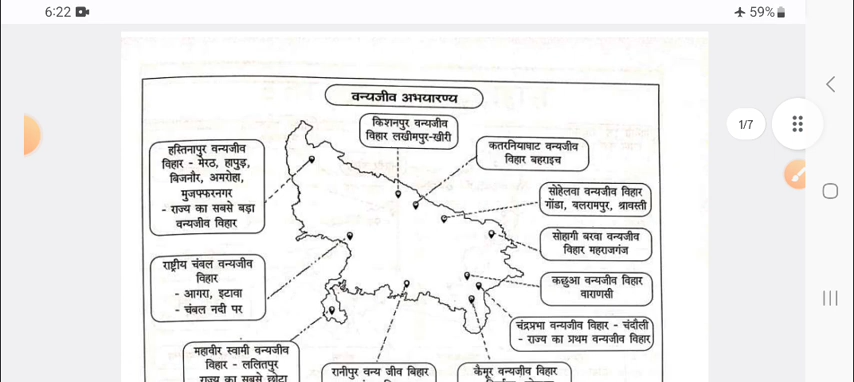 6:22
59%
1/7
वन्यजीव अभयारण्य
किशनपुर वन्यजीव
विहार लखीमपुर-खीरी
हस्तिनापुर वन्यजीव
विहार - मेरठ, हापुड़,
बिजनौर, अमरोहा,
मुजफ्फरनगर
- राज्य का सबसे बड़ा
वन्यजीव विहार
कतरनियाघाट वन्यजीव
विहार बहराइच
सोहेलवा वन्यजीव विहार
गोंडा, बलरामपुर, श्रावस्ती
सोहागी बरवा वन्यजीव
विहार महराजगंज
राष्ट्रीय चंबल वन्यजीव
विहार
- आगरा, इटावा
- चंबल नदी पर
कछुआ वन्यजीव विहार
वाराणसी
चंद्रप्रभा वन्यजीव विहार - चंदौली
- राज्य का प्रथम वन्यजीव विहार
महावीर स्वामी वन्यजीव
विहार - ललितपुर
राज्य का सबसे छोटा
रानीपुर वन्य जीव बिहार
कैमूर वन्यजीव विहार